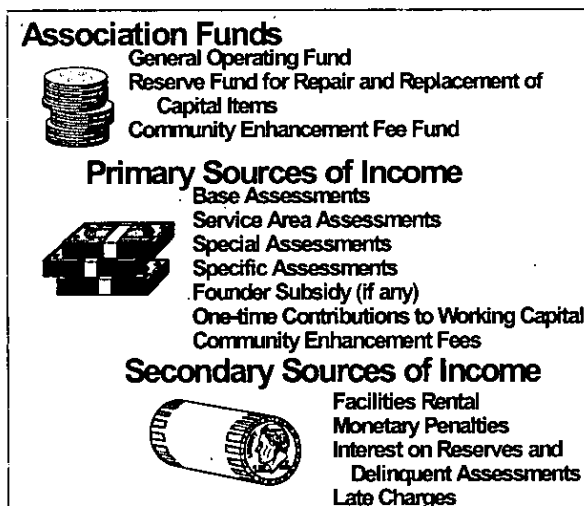 Association Funds
General Operating Fund
Reserve Fund for Repair and Replacement of
Capital Items
Community Enhancement Fee Fund
Primary Sources of Income
Base Assessments
Service Area Assessments
Special Assessments
Specific Assessments
Founder Subsidy (if any)
One-time Contributions to Working Capital
Community Enhancement Fees
Secondary Sources of Income
Facilities Rental
Monetary Penalties
Interest on Reserves and
Delinquent Assessments
Late Charges